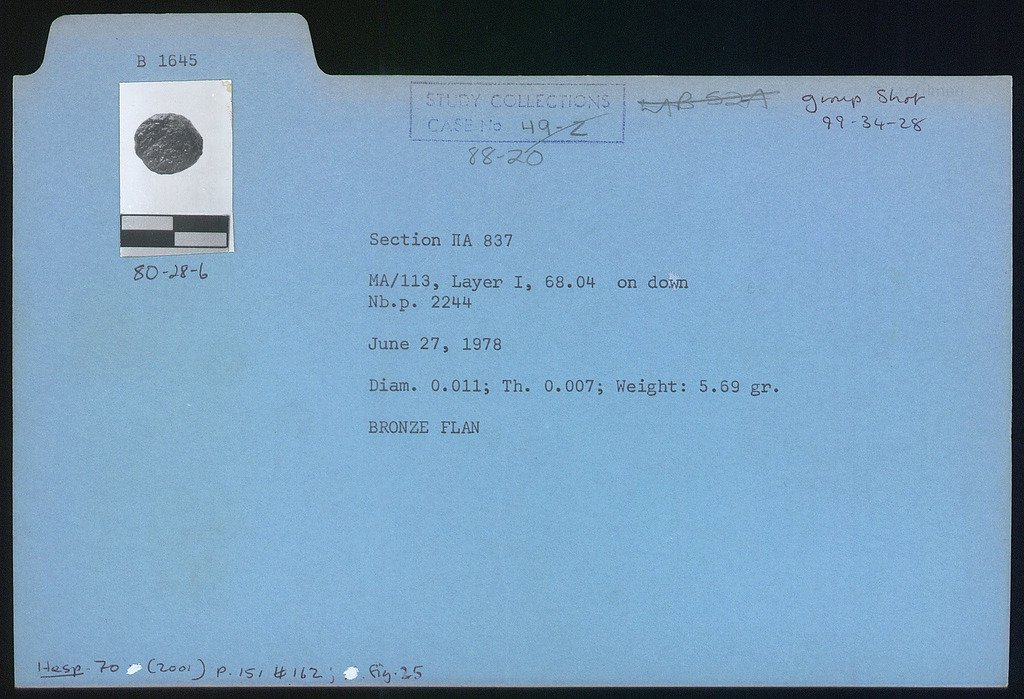 B 1645
STUDY COLLECTIONS
CASE No 49-Z
88-20
group Shot
99-34-28
80-28-6
Section ΠA 837
MA/113, Layer I, 68.04 on down
Nb.p. 2244
June 27, 1978
Diam. 0.011; Th. 0.007; Weight: 5.69 gr.
BRONZE FLAN
Hesp. 70 (2001) p. 151 #162; fig. 25